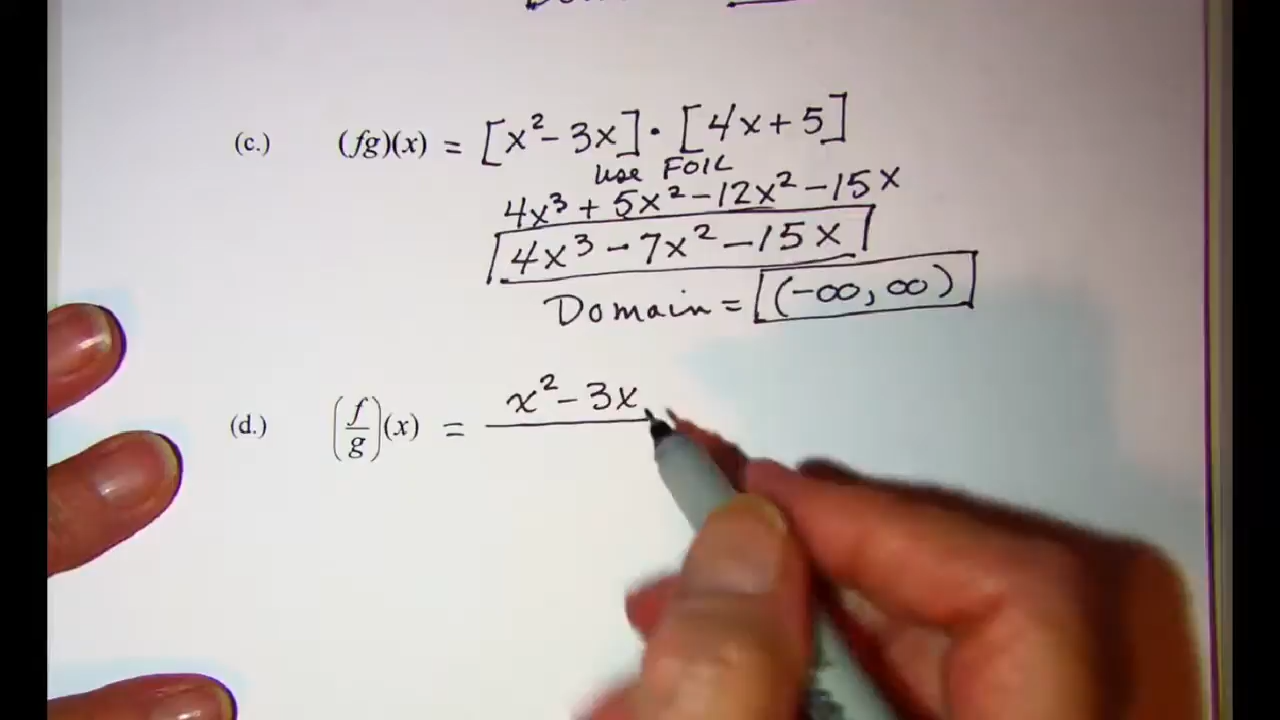 (c.) (fg)(x) = [x² - 3x] · [4x + 5]
use FOIL
4x³ + 5x² - 12x² - 15x
4x³ - 7x² - 15x
Domain = (-∞, ∞)
(d.) (f/g)(x) = x² - 3x